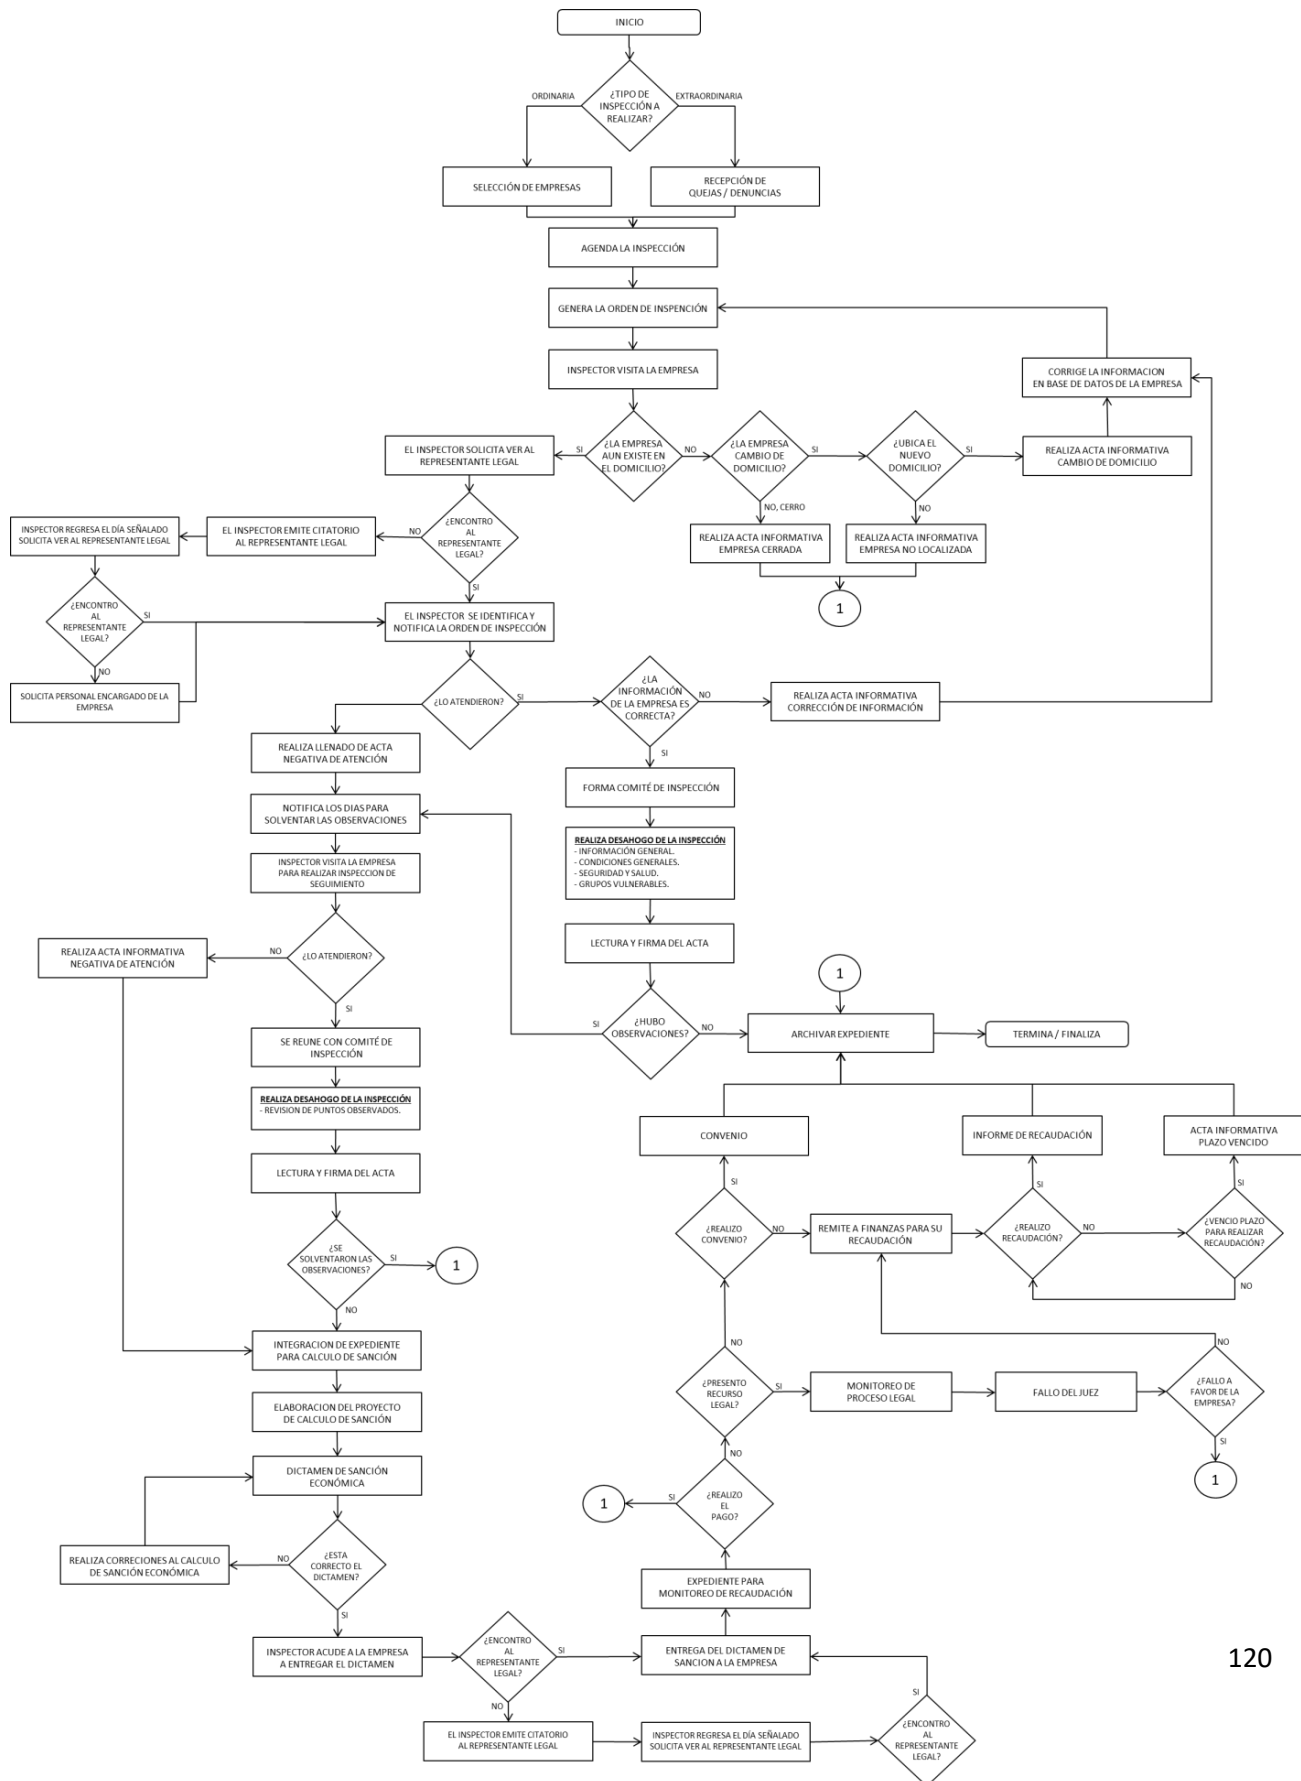 INICIO
¿TIPO DE
INSPECCIÓN A
REALIZAR?
ORDINARIA
EXTRAORDINARIA
SELECCIÓN DE EMPRESAS
RECEPCIÓN DE
QUEJAS / DENUNCIAS
AGENDA LA INSPECCIÓN
GENERA LA ORDEN DE INSPENCIÓN
INSPECTOR VISITA LA EMPRESA
CORRIGE LA INFORMACION
EN BASE DE DATOS DE LA EMPRESA
¿LA EMPRESA
AUN EXISTE EN
EL DOMICILIO?
SI
NO
¿LA EMPRESA
CAMBIO DE
DOMICILIO?
SI
NO, CERRO
¿UBICA EL
NUEVO
DOMICILIO?
SI
NO
REALIZA ACTA INFORMATIVA
CAMBIO DE DOMICILIO
EL INSPECTOR SOLICITA VER AL
REPRESENTANTE LEGAL
REALIZA ACTA INFORMATIVA
EMPRESA CERRADA
REALIZA ACTA INFORMATIVA
EMPRESA NO LOCALIZADA
1
¿ENCONTRO
AL
REPRESENTANTE
LEGAL?
NO
SI
EL INSPECTOR EMITE CITATORIO
AL REPRESENTANTE LEGAL
INSPECTOR REGRESA EL DÍA SEÑALADO
SOLICITA VER AL REPRESENTANTE LEGAL
¿ENCONTRO
AL
REPRESENTANTE
LEGAL?
SI
NO
SOLICITA PERSONAL ENCARGADO DE LA
EMPRESA
EL INSPECTOR  SE IDENTIFICA Y
NOTIFICA LA ORDEN DE INSPECCIÓN
¿LO ATENDIERON?
SI
¿LA
INFORMACIÓN
DE LA EMPRESA ES
CORRECTA?
NO
SI
REALIZA ACTA INFORMATIVA
CORRECCIÓN DE INFORMACIÓN
REALIZA LLENADO DE ACTA
NEGATIVA DE ATENCIÓN
NOTIFICA LOS DIAS PARA
SOLVENTAR LAS OBSERVACIONES
INSPECTOR VISITA LA EMPRESA
PARA REALIZAR INSPECCION DE
SEGUIMIENTO
FORMA COMITÉ DE INSPECCIÓN
REALIZA DESAHOGO DE LA INSPECCIÓN
- INFORMACIÓN GENERAL.
- CONDICIONES GENERALES.
- SEGURIDAD Y SALUD.
- GRUPOS VULNERABLES.
LECTURA Y FIRMA DEL ACTA
¿HUBO
OBSERVACIONES?
SI
NO
1
ARCHIVAR EXPEDIENTE
TERMINA / FINALIZA
¿LO ATENDIERON?
NO
SI
REALIZA ACTA INFORMATIVA
NEGATIVA DE ATENCIÓN
SE REUNE CON COMITÉ DE
INSPECCIÓN
REALIZA DESAHOGO DE LA INSPECCIÓN
- REVISION DE PUNTOS OBSERVADOS.
LECTURA Y FIRMA DEL ACTA
¿SE
SOLVENTARON LAS
OBSERVACIONES?
SI
1
NO
INTEGRACION DE EXPEDIENTE
PARA CALCULO DE SANCIÓN
ELABORACION DEL PROYECTO
DE CALCULO DE SANCIÓN
DICTAMEN DE SANCIÓN
ECONÓMICA
¿ESTA
CORRECTO EL
DICTAMEN?
NO
SI
REALIZA CORRECIONES AL CALCULO
DE SANCIÓN ECONÓMICA
INSPECTOR ACUDE A LA EMPRESA
A ENTREGAR EL DICTAMEN
¿ENCONTRO
AL
REPRESENTANTE
LEGAL?
SI
NO
EL INSPECTOR EMITE CITATORIO
AL REPRESENTANTE LEGAL
INSPECTOR REGRESA EL DÍA SEÑALADO
SOLICITA VER AL REPRESENTANTE LEGAL
¿ENCONTRO
AL
REPRESENTANTE
LEGAL?
SI
ENTREGA DEL DICTAMEN DE
SANCION A LA EMPRESA
EXPEDIENTE PARA
MONITOREO DE RECAUDACIÓN
¿REALIZO
EL
PAGO?
SI
1
NO
¿PRESENTO
RECURSO
LEGAL?
SI
NO
MONITOREO DE
PROCESO LEGAL
FALLO DEL JUEZ
¿FALLO A
FAVOR DE LA
EMPRESA?
NO
SI
1
¿REALIZO
CONVENIO?
SI
NO
CONVENIO
REMITE A FINANZAS PARA SU
RECAUDACIÓN
¿REALIZO
RECAUDACIÓN?
SI
NO
INFORME DE RECAUDACIÓN
¿VENCIO PLAZO
PARA REALIZAR
RECAUDACIÓN?
SI
NO
ACTA INFORMATIVA
PLAZO VENCIDO
120